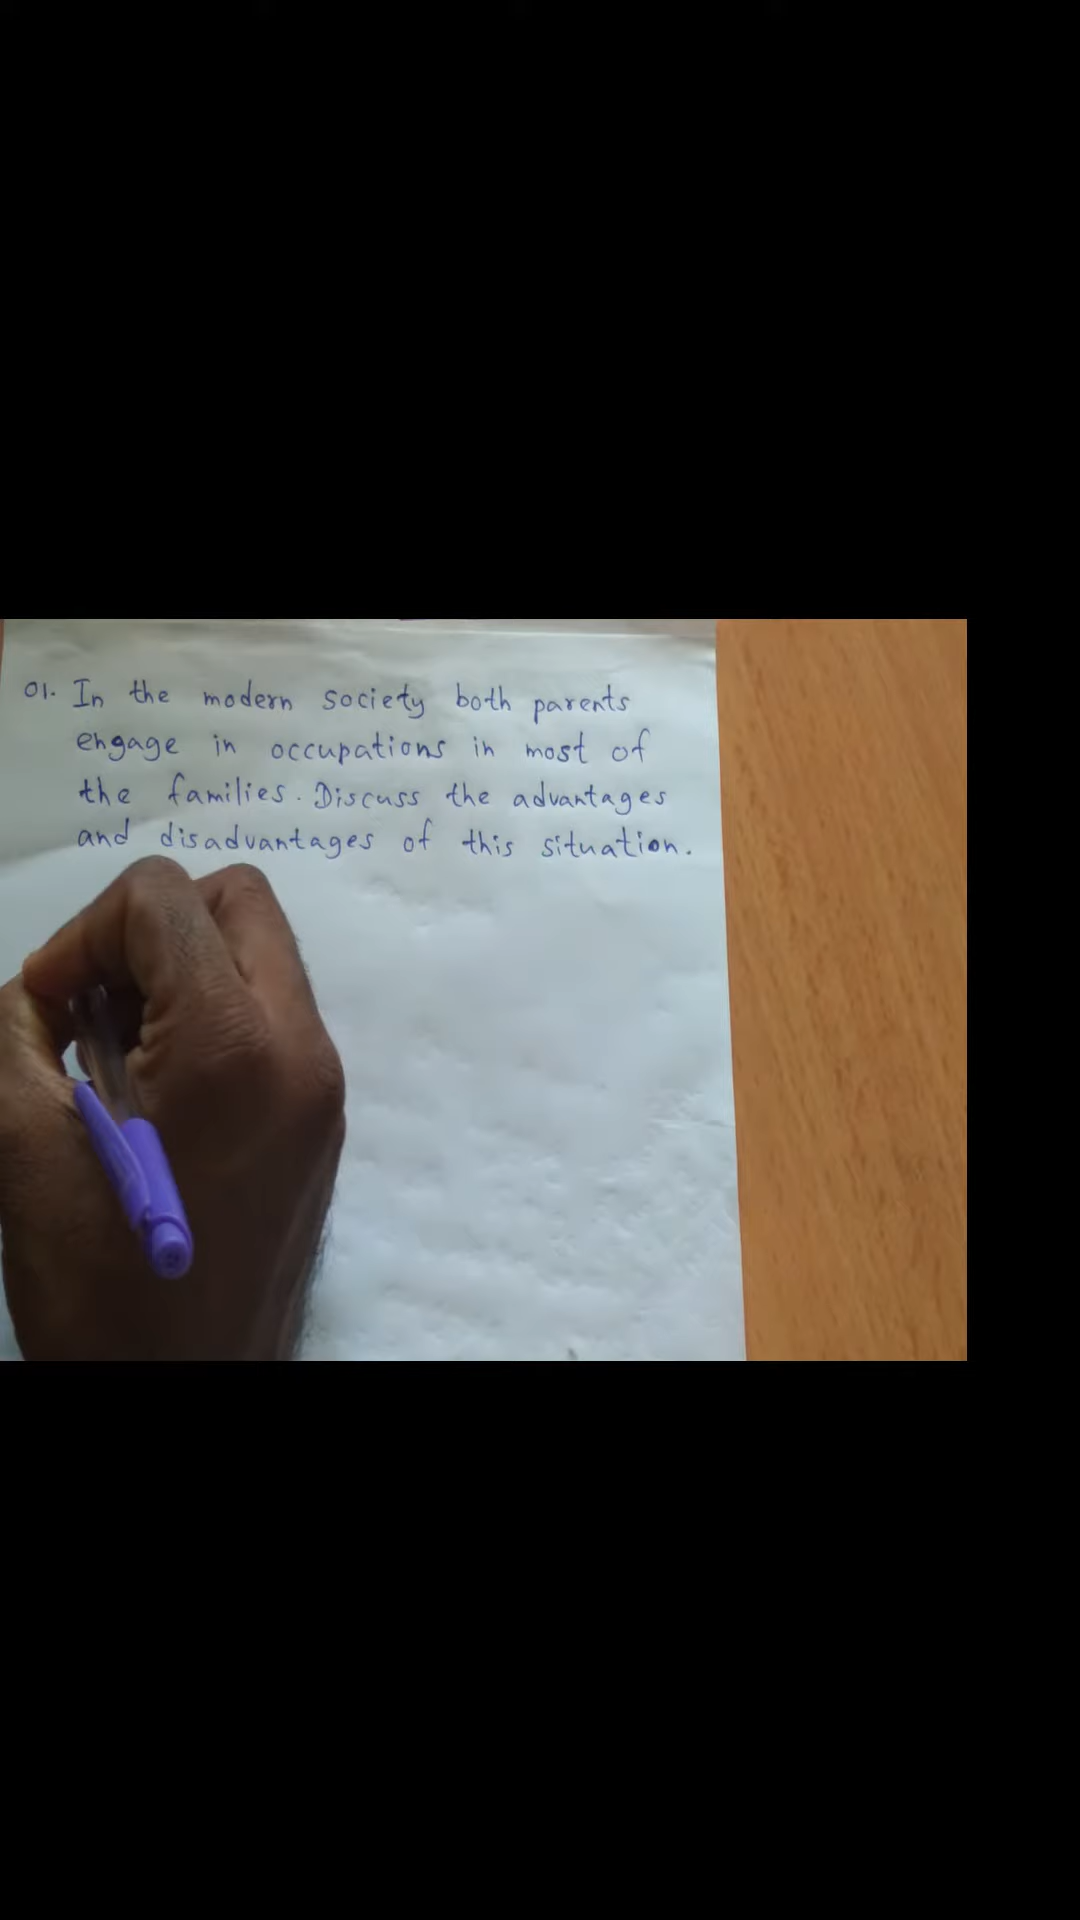 01. In the modern society both parents
engage in occupations in most of
the families. Discuss the advantages
and disadvantages of this situation.